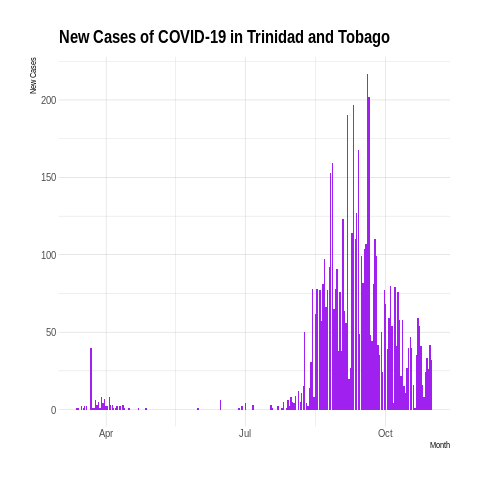 New Cases of COVID-19 in Trinidad and Tobago
New Cases
200
150
100
50
0
Apr
Jul
Oct
Month